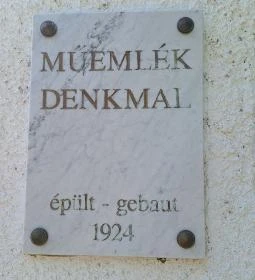 MŰEMLÉK
DENKMAL
épült - gebaut
1924